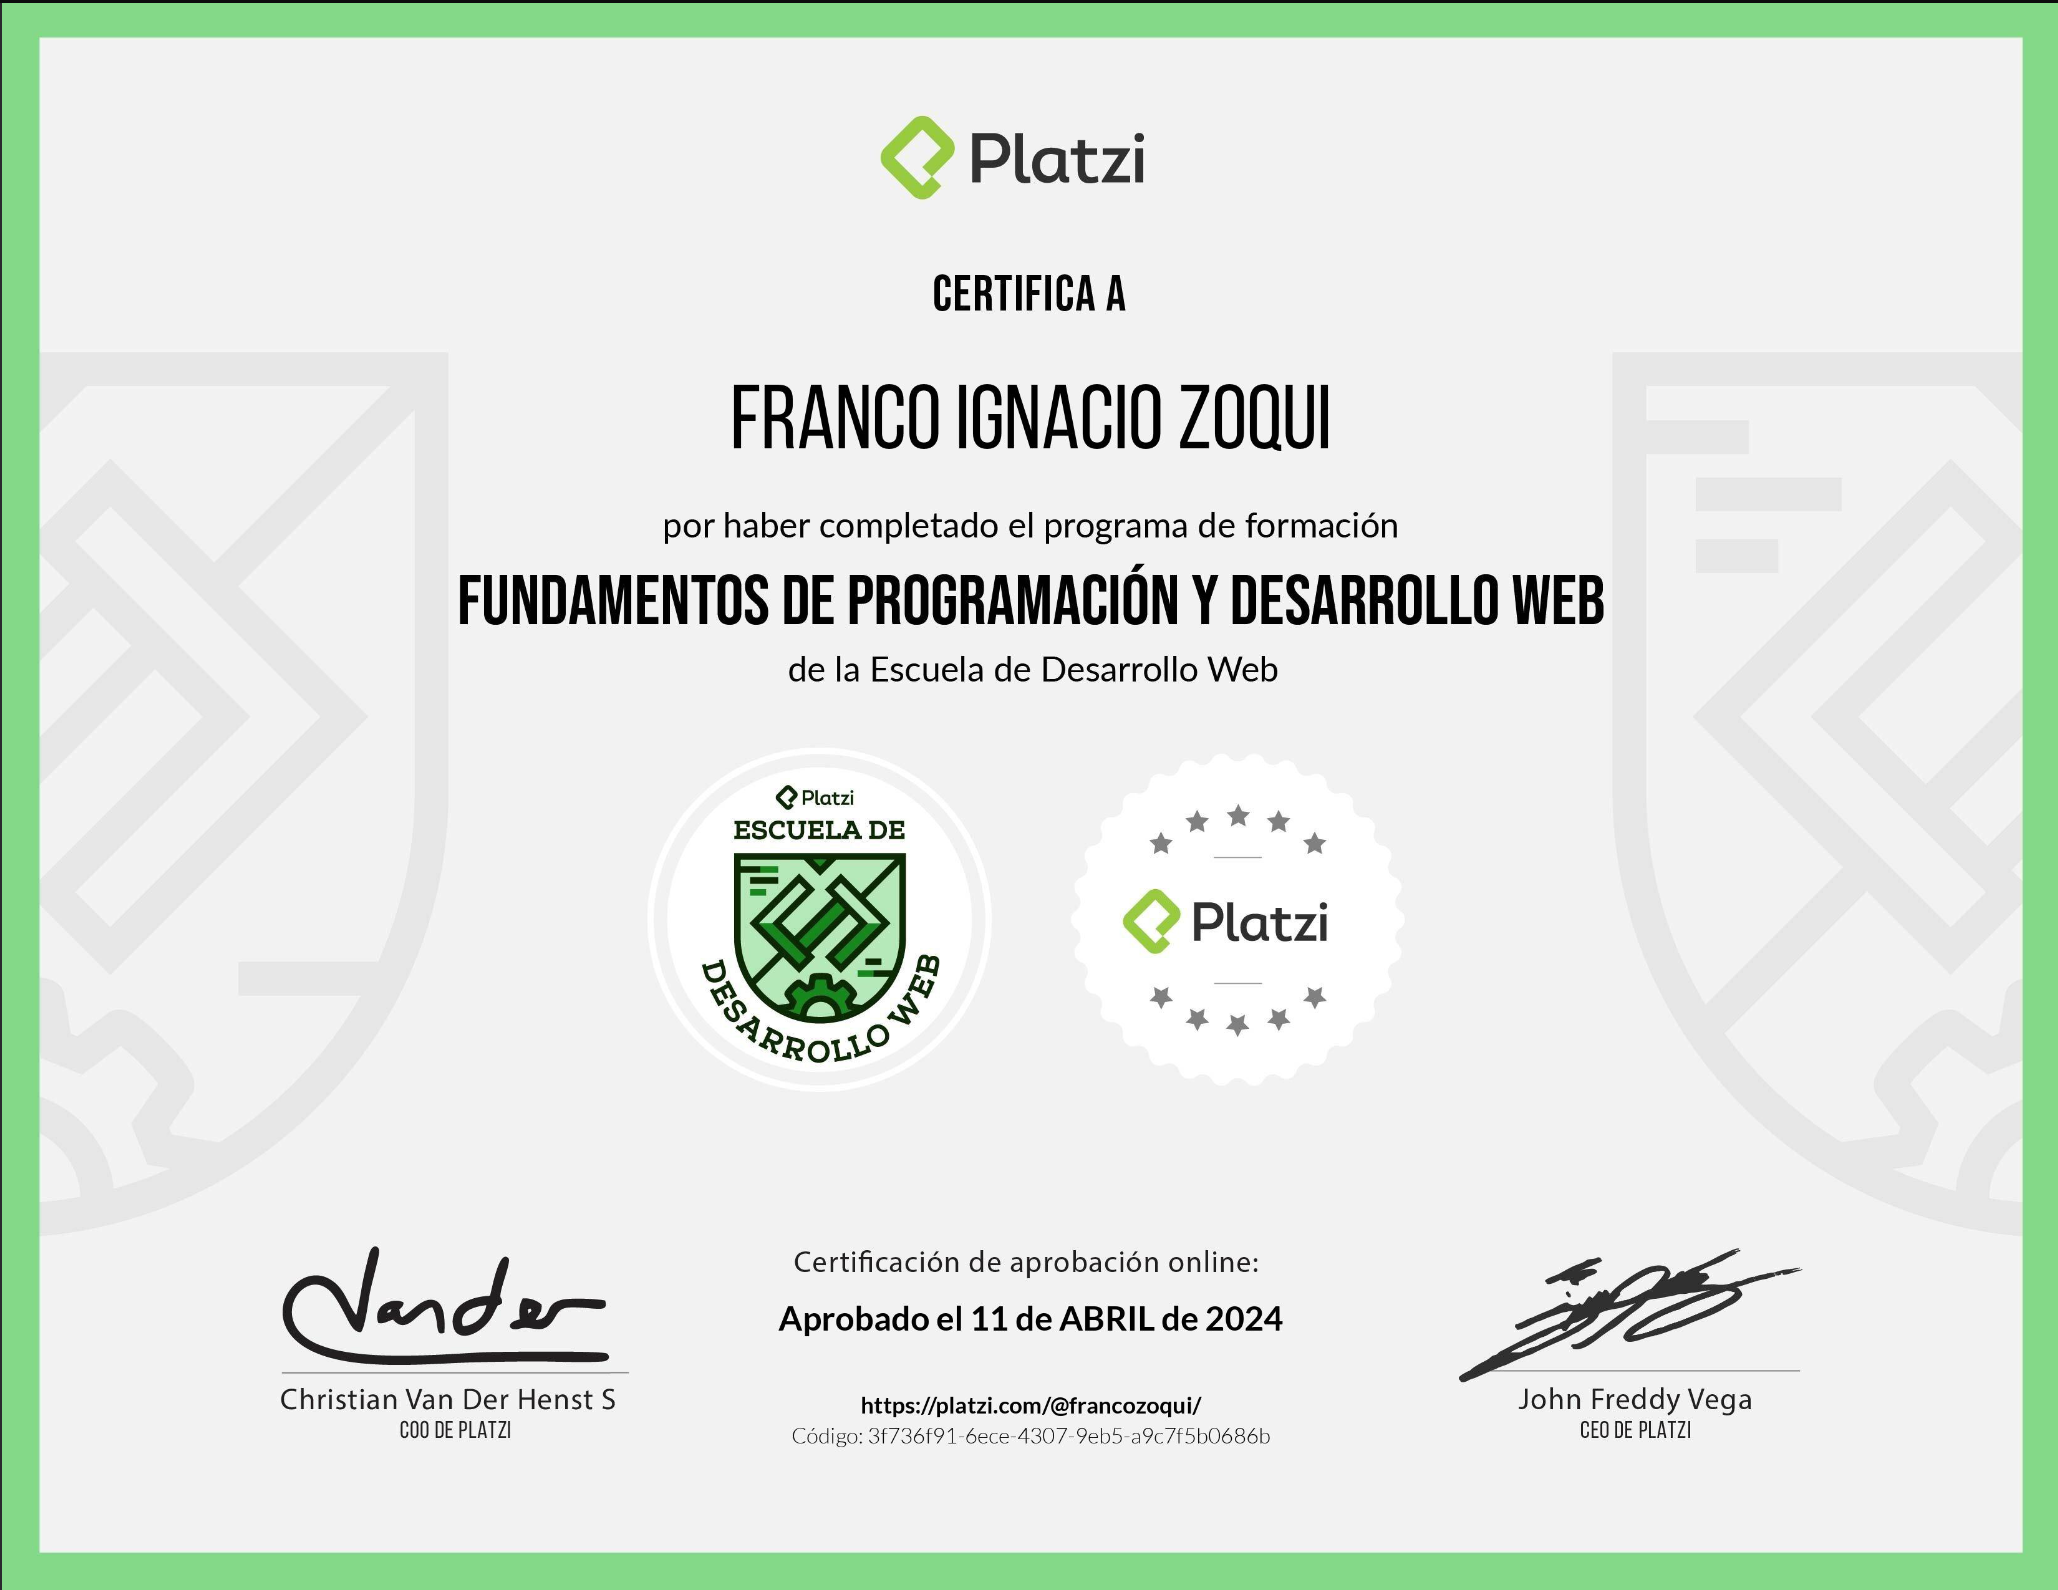 Platzi
CERTIFICA A
FRANCO IGNACIO ZOQUI
por haber completado el programa de formación
FUNDAMENTOS DE PROGRAMACIÓN Y DESARROLLO WEB
de la Escuela de Desarrollo Web
Platzi
ESCUELA DE
DESARROLLO WEB
Platzi
Vander
Christian Van Der Henst S
COO DE PLATZI
Certificación de aprobación online:
Aprobado el 11 de ABRIL de 2024
https://platzi.com/@francozoqui/
Código: 3f736f91-6ece-4307-9eb5-a9c7f5b0686b
John Freddy Vega
CEO DE PLATZI